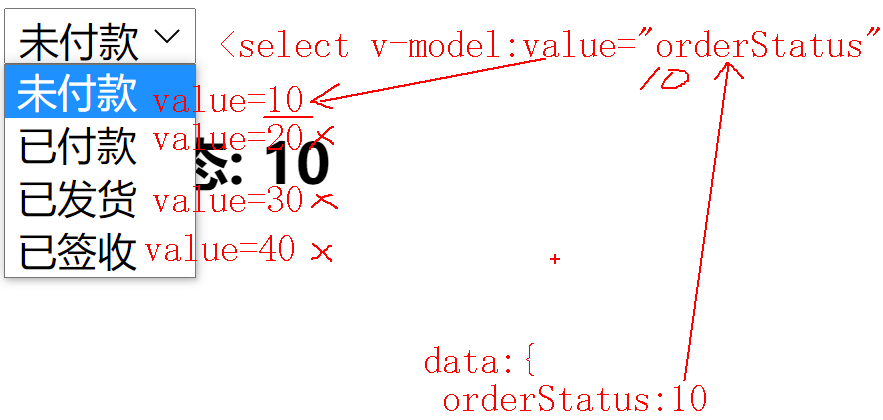 未付款
<select v-model:value="orderStatus"
10
未付款 value=10
已付款 value=20 ×
态: 10
已发货 value=30 ×
已签收 value=40 ×
data:{
orderStatus:10